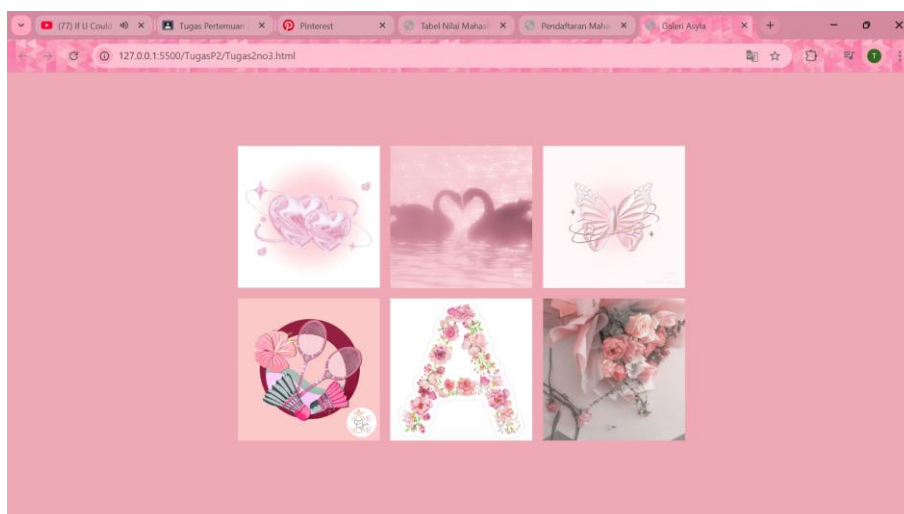 (77) If U Could
Tugas Pertemuan
Pinterest
Tabel Nilai Mahas
Pendaftaran Maha
Galeri Asyla
127.0.0.1:5500/TugasP2/Tugas2no3.html
T
A